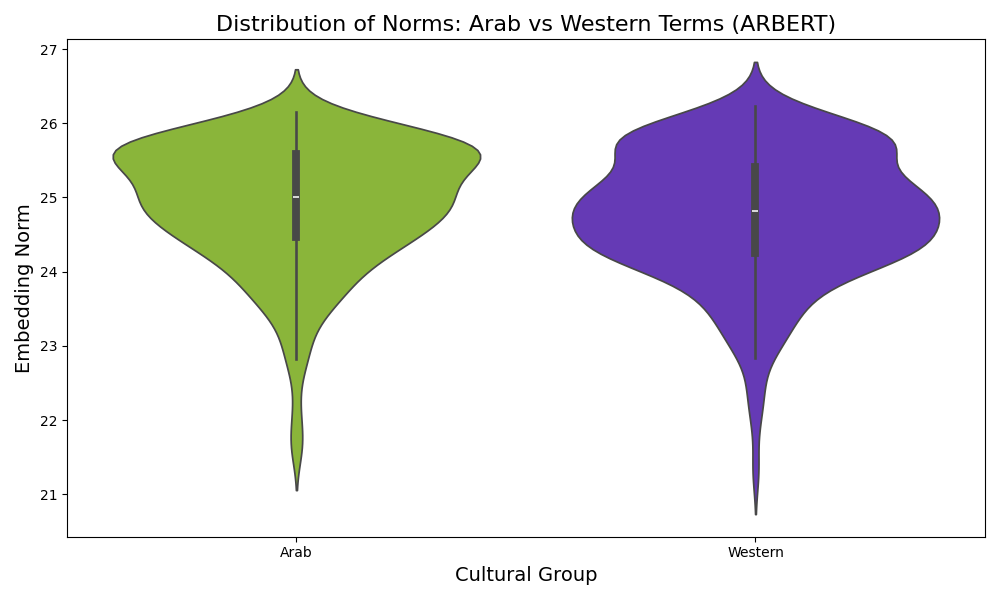 Distribution of Norms: Arab vs Western Terms (ARBERT)
27
26
25
24
23
22
21
Embedding Norm
Arab
Western
Cultural Group